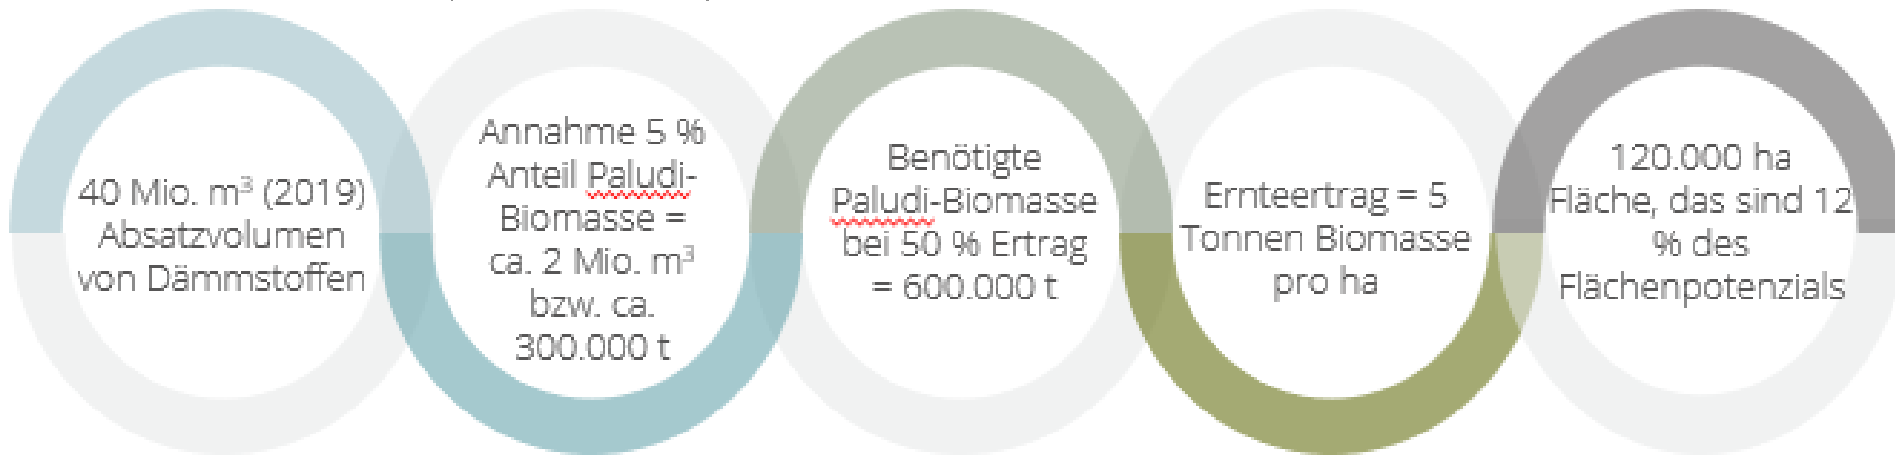 40 Mio. m³ (2019)
Absatzvolumen
von Dämmstoffen
Annahme 5 %
Anteil Paludi-
Biomasse =
ca. 2 Mio. m³
bzw. ca.
300.000 t
Benötigte
Paludi-Biomasse
bei 50 % Ertrag
= 600.000 t
Ernteertrag = 5
Tonnen Biomasse
pro ha
120.000 ha
Fläche, das sind 12
% des
Flächenpotenzials